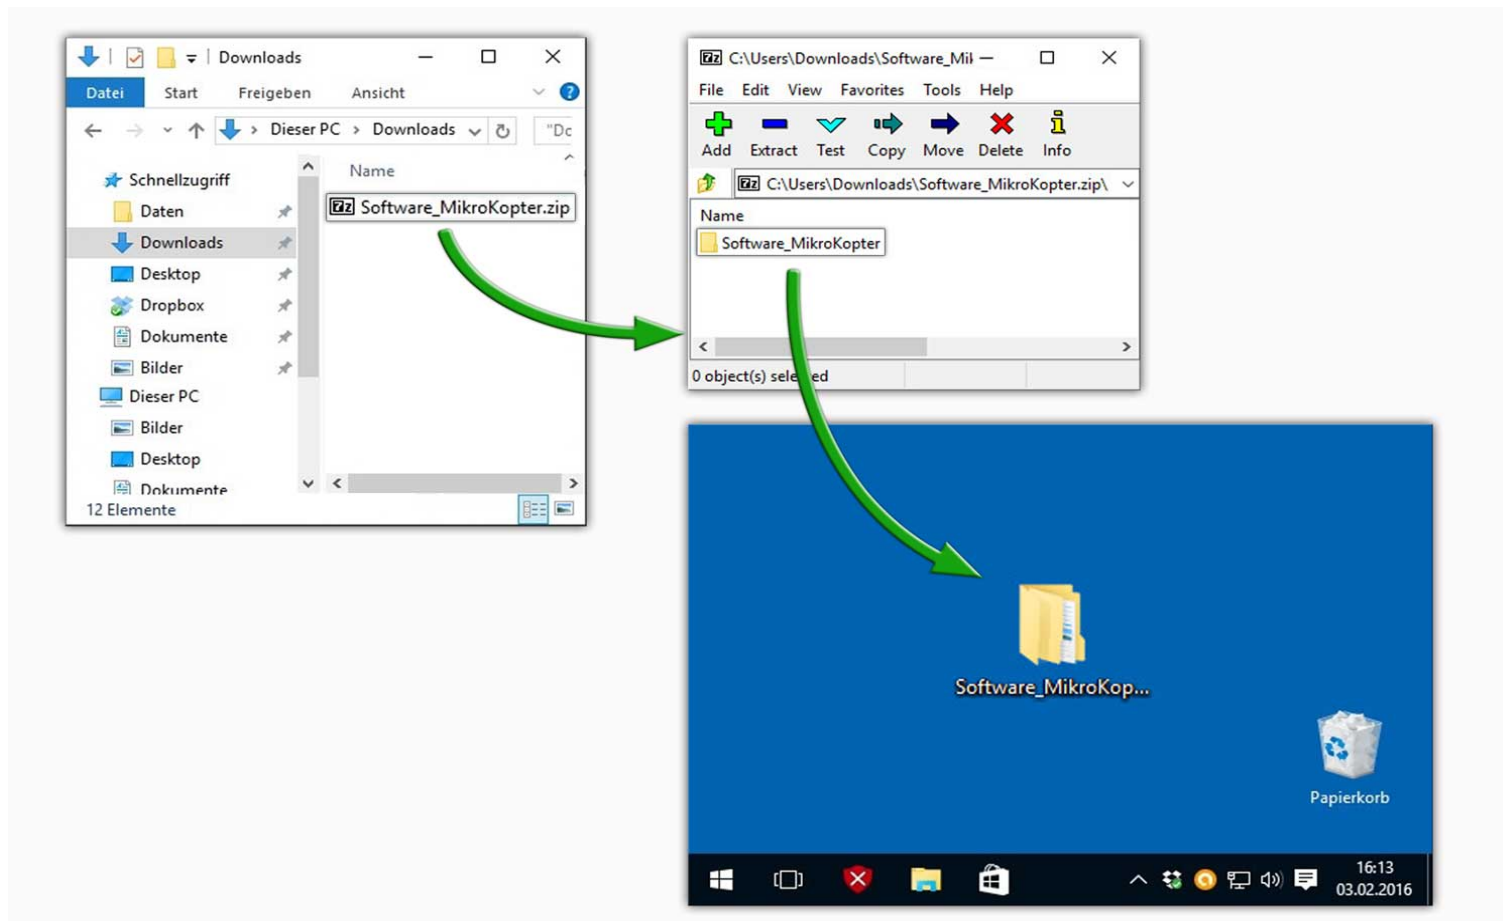 Downloads
Datei Start Freigeben Ansicht
Dieser PC > Downloads "Dc
Schnellzugriff
Daten
Downloads
Desktop
Dropbox
Dokumente
Bilder
Dieser PC
Bilder
Desktop
Dokumente
Name
Software_MikroKopter.zip
12 Elemente
7z C:\Users\Downloads\Software_Mik
File Edit View Favorites Tools Help
Add Extract Test Copy Move Delete Info
7z C:\Users\Downloads\Software_MikroKopter.zip\
Name
Software_MikroKopter
0 object(s) selected
Software_MikroKop...
Papierkorb
16:13
03.02.2016